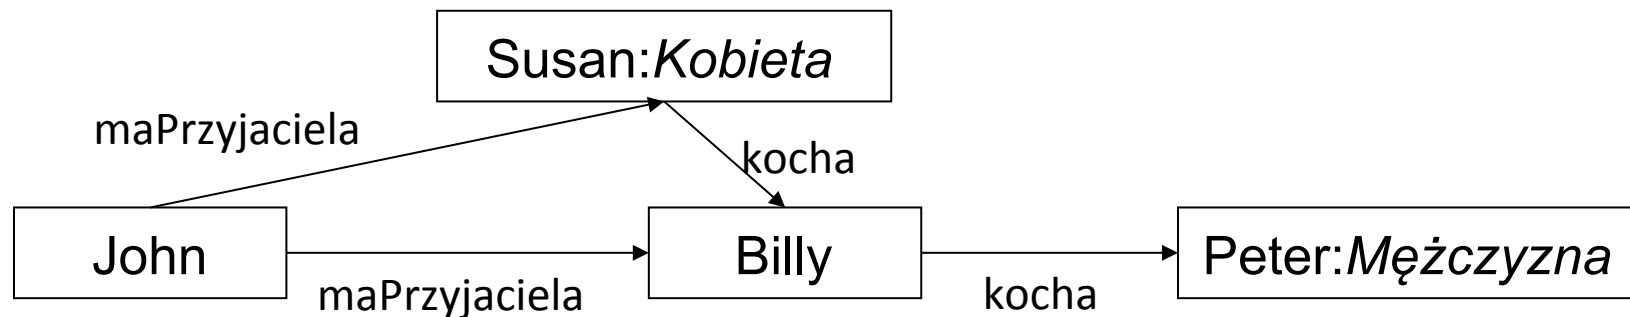 Susan:Kobieta
maPrzyjaciela
kocha
John
Billy
Peter:Mężczyzna
maPrzyjaciela
kocha